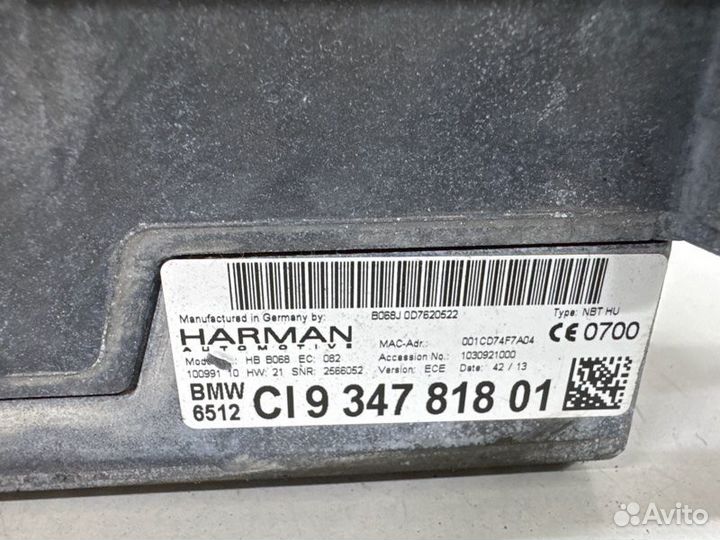 Manufactured in Germany by: B068J 0D7620522 Type: NBT HU
HARMAN
AUTOMOTIVE
MAC-Adr.: 001CD74F7A04 CE 0700
HB B068 EC: 082 Accession No.: 1030921000
100991 10 HW: 21 SNR: 2566052 Version: ECE Date: 42 / 13
BMW
6512 CI 9 347 818 01
Avito